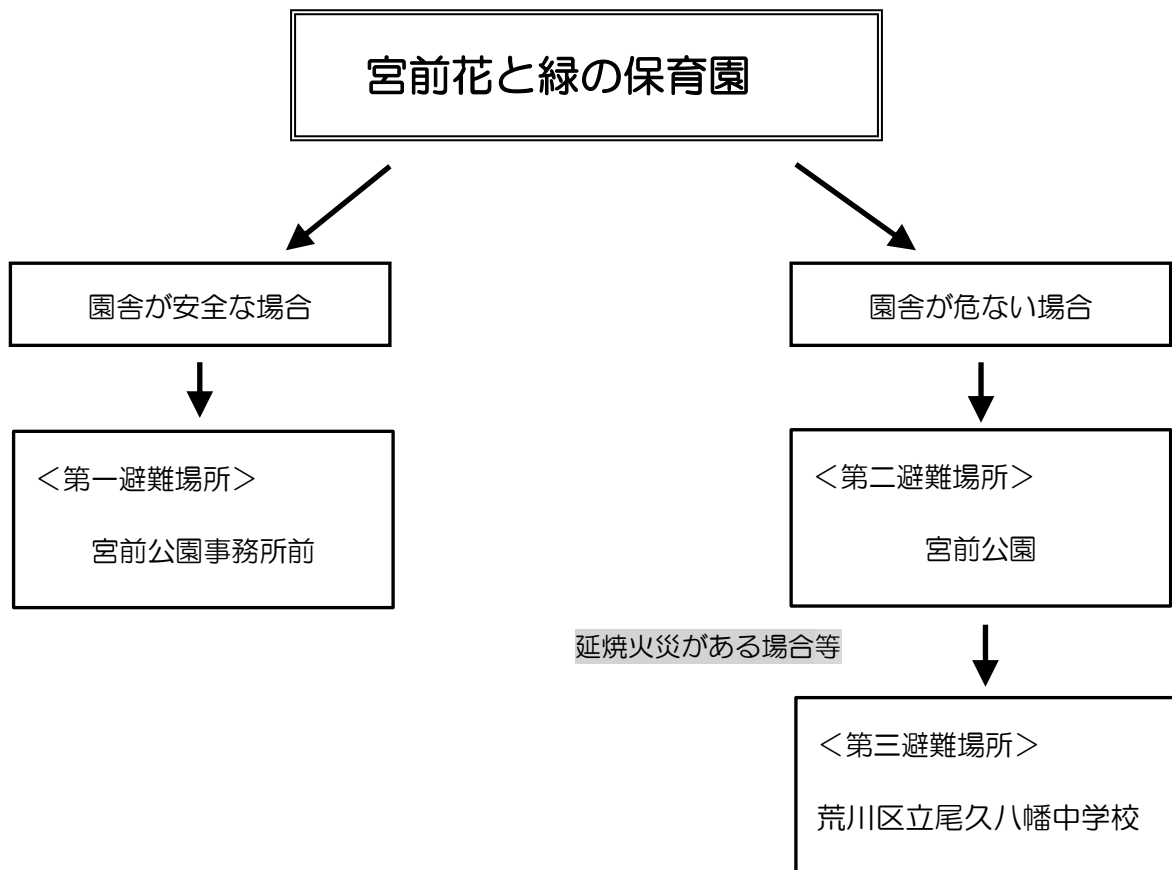 宮前花と緑の保育園
園舎が安全な場合
園舎が危ない場合
＜第一避難場所＞
宮前公園事務所前
＜第二避難場所＞
宮前公園
延焼火災がある場合等
＜第三避難場所＞
荒川区立尾久八幡中学校